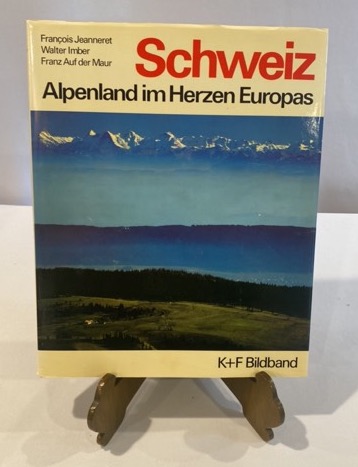 François Jeanneret
Walter Imber
Franz Auf der Maur
Schweiz
Alpenland im Herzen Europas
K+F Bildband